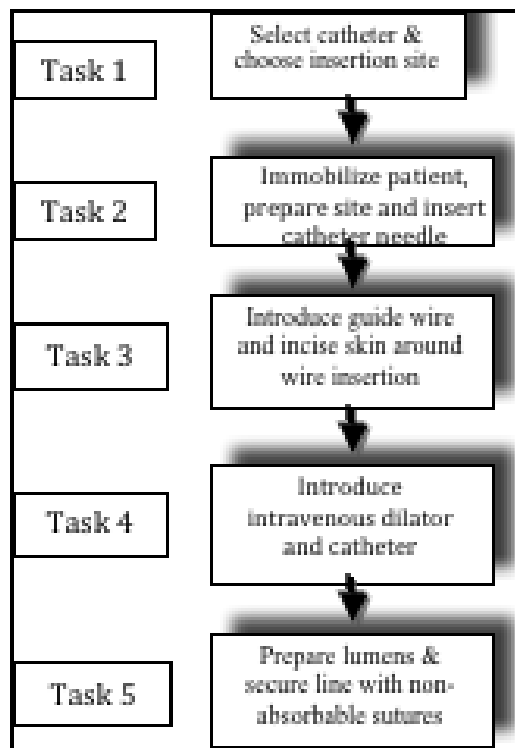 Task 1
Select catheter &
choose insertion site
Task 2
Immobilize patient,
prepare site and insert
catheter needle
Task 3
Introduce guide wire
and incise skin around
wire insertion
Task 4
Introduce
intravenous dilator
and catheter
Task 5
Prepare lumens &
secure line with non-
absorbable sutures